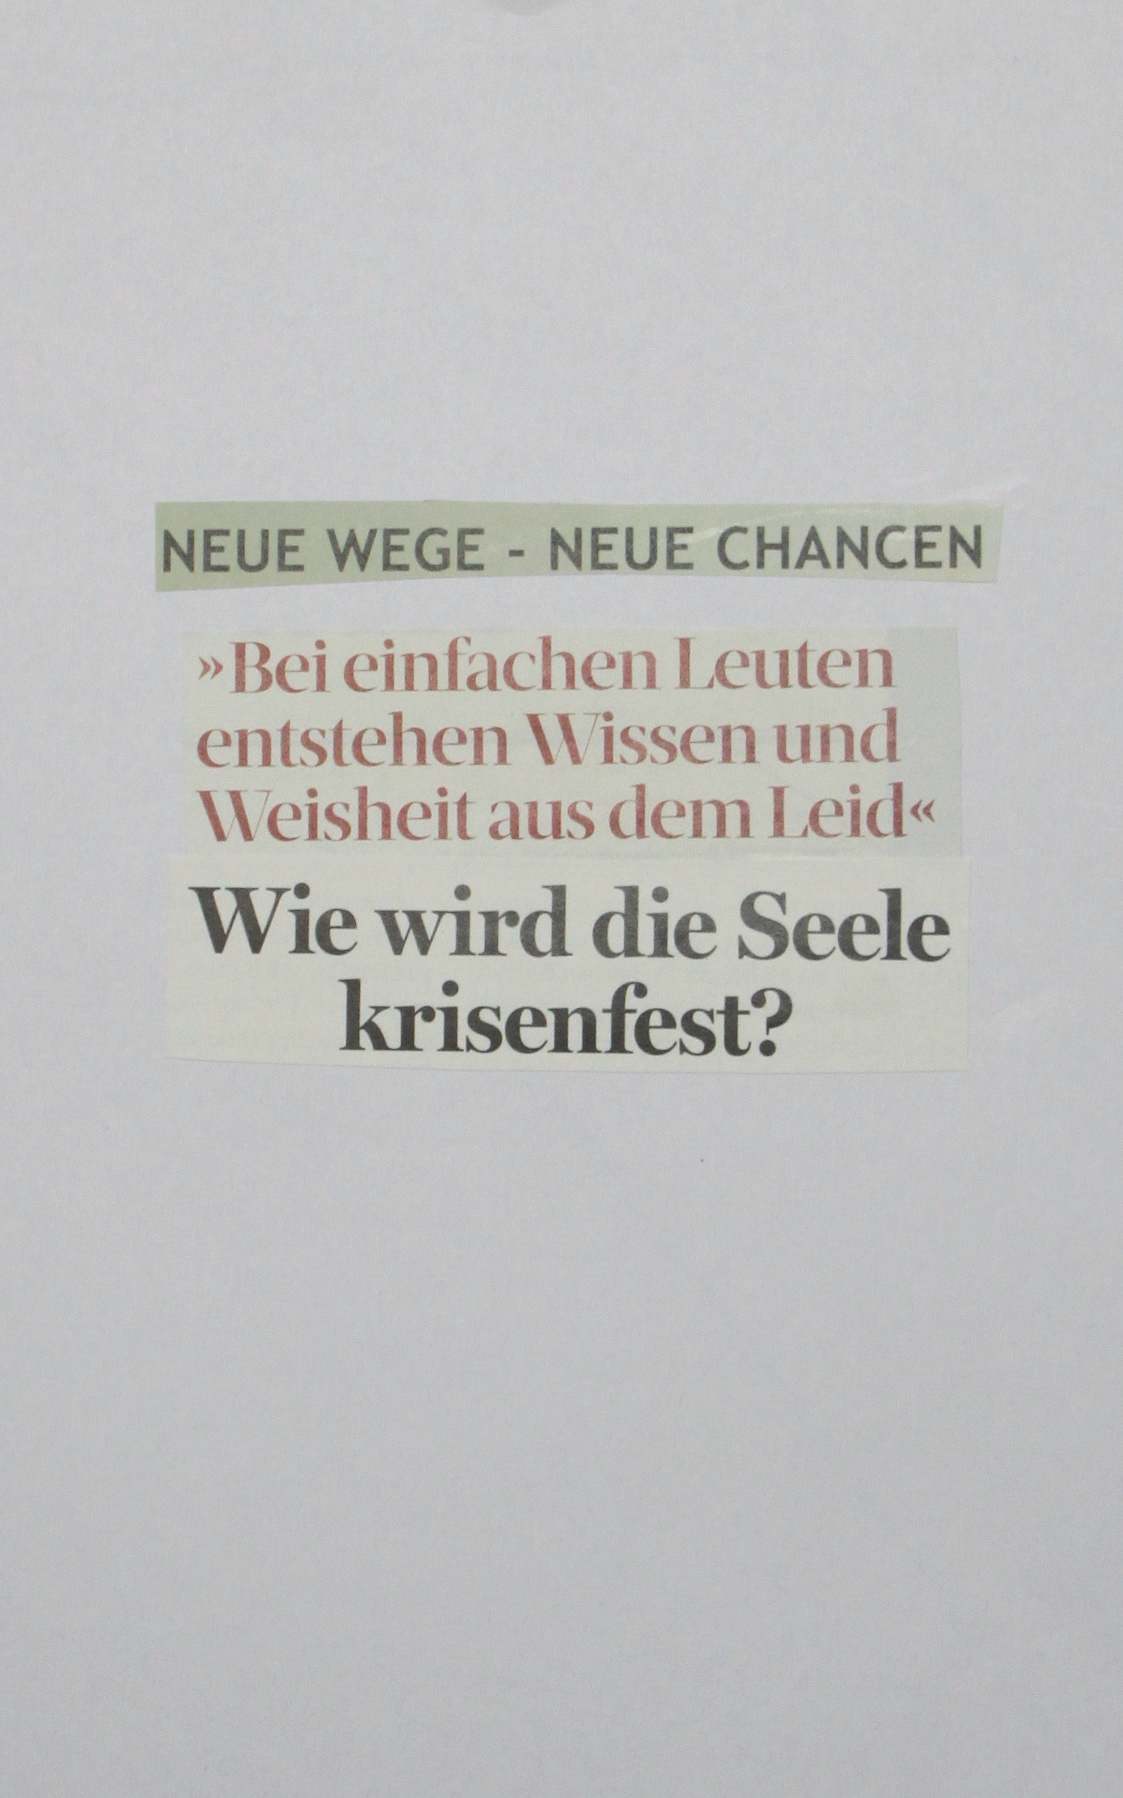 NEUE WEGE - NEUE CHANCEN
»Bei einfachen Leuten
entstehen Wissen und
Weisheit aus dem Leid«
Wie wird die Seele
krisenfest?